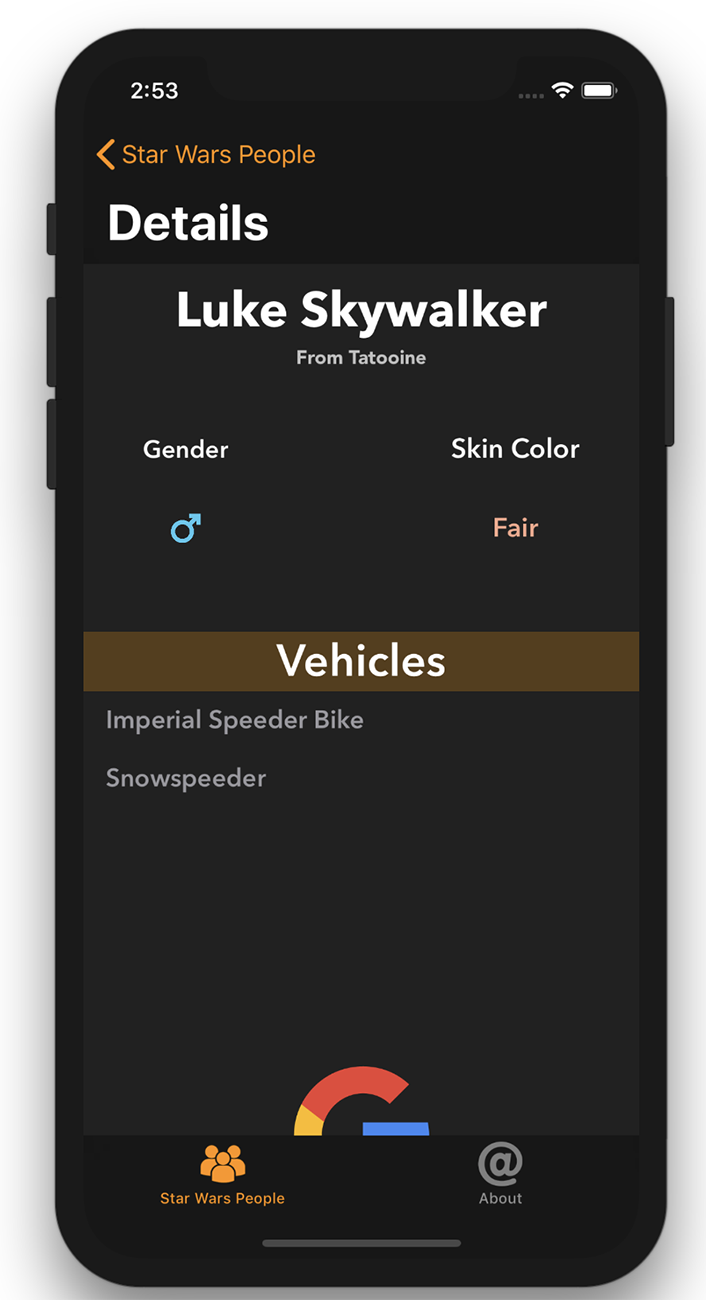 2:53
Star Wars People
Details
Luke Skywalker
From Tatooine
Gender
Skin Color
Fair
Vehicles
Imperial Speeder Bike
Snowspeeder
Star Wars People
@
About